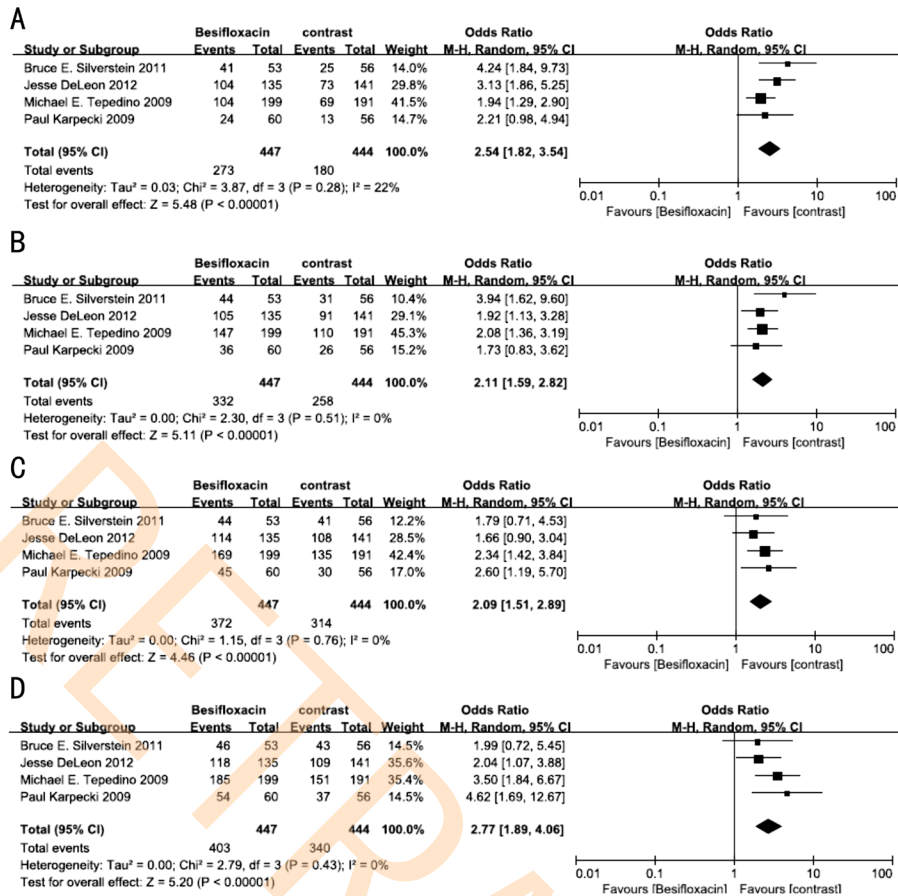 A
Besifloxacin contrast Odds Ratio Odds Ratio
Study or Subgroup Events Total Events Total Weight M-H, Random, 95% CI M-H, Random, 95% CI
Bruce E. Silverstein 2011 41 53 25 56 14.0% 4.24 [1.84, 9.73]
Jesse DeLeon 2012 104 135 73 141 29.8% 3.13 [1.86, 5.25]
Michael E. Tepedino 2009 104 199 69 191 41.5% 1.94 [1.29, 2.90]
Paul Karpecki 2009 24 60 13 56 14.7% 2.21 [0.98, 4.94]
Total (95% CI) 447 444 100.0% 2.54 [1.82, 3.54]
Total events 273 180
Heterogeneity: Tau² = 0.03; Chi² = 3.87, df = 3 (P = 0.28); I² = 22%
Test for overall effect: Z = 5.48 (P < 0.00001)
0.01 0.1 1 10 100
Favours [Besifloxacin] Favours [contrast]
B
Besifloxacin contrast Odds Ratio Odds Ratio
Study or Subgroup Events Total Events Total Weight M-H, Random, 95% CI M-H, Random, 95% CI
Bruce E. Silverstein 2011 44 53 31 56 10.4% 3.94 [1.62, 9.60]
Jesse DeLeon 2012 105 135 91 141 29.1% 1.92 [1.13, 3.28]
Michael E. Tepedino 2009 147 199 110 191 45.3% 2.08 [1.36, 3.19]
Paul Karpecki 2009 36 60 26 56 15.2% 1.73 [0.83, 3.62]
Total (95% CI) 447 444 100.0% 2.11 [1.59, 2.82]
Total events 332 258
Heterogeneity: Tau² = 0.00; Chi² = 2.30, df = 3 (P = 0.51); I² = 0%
Test for overall effect: Z = 5.11 (P < 0.00001)
0.01 0.1 1 10 100
Favours [Besifloxacin] Favours [contrast]
C
Besifloxacin contrast Odds Ratio Odds Ratio
Study or Subgroup Events Total Events Total Weight M-H, Random, 95% CI M-H, Random, 95% CI
Bruce E. Silverstein 2011 44 53 41 56 12.2% 1.79 [0.71, 4.53]
Jesse DeLeon 2012 114 135 108 141 28.5% 1.66 [0.90, 3.04]
Michael E. Tepedino 2009 169 199 135 191 42.4% 2.34 [1.42, 3.84]
Paul Karpecki 2009 45 60 30 56 17.0% 2.60 [1.19, 5.70]
Total (95% CI) 447 444 100.0% 2.09 [1.51, 2.89]
Total events 372 314
Heterogeneity: Tau² = 0.00; Chi² = 1.15, df = 3 (P = 0.76); I² = 0%
Test for overall effect: Z = 4.46 (P < 0.00001)
0.01 0.1 1 10 100
Favours [Besifloxacin] Favours [contrast]
D
Besifloxacin contrast Odds Ratio Odds Ratio
Study or Subgroup Events Total Events Total Weight M-H, Random, 95% CI M-H, Random, 95% CI
Bruce E. Silverstein 2011 46 53 43 56 14.5% 1.99 [0.72, 5.45]
Jesse DeLeon 2012 118 135 109 141 35.6% 2.04 [1.07, 3.88]
Michael E. Tepedino 2009 185 199 151 191 35.4% 3.50 [1.84, 6.67]
Paul Karpecki 2009 54 60 37 56 14.5% 4.62 [1.69, 12.67]
Total (95% CI) 447 444 100.0% 2.77 [1.89, 4.06]
Total events 403 340
Heterogeneity: Tau² = 0.00; Chi² = 2.79, df = 3 (P = 0.43); I² = 0%
Test for overall effect: Z = 5.20 (P < 0.00001)
0.01 0.1 1 10 100
Favours [Besifloxacin] Favours [contrast]
RETRA